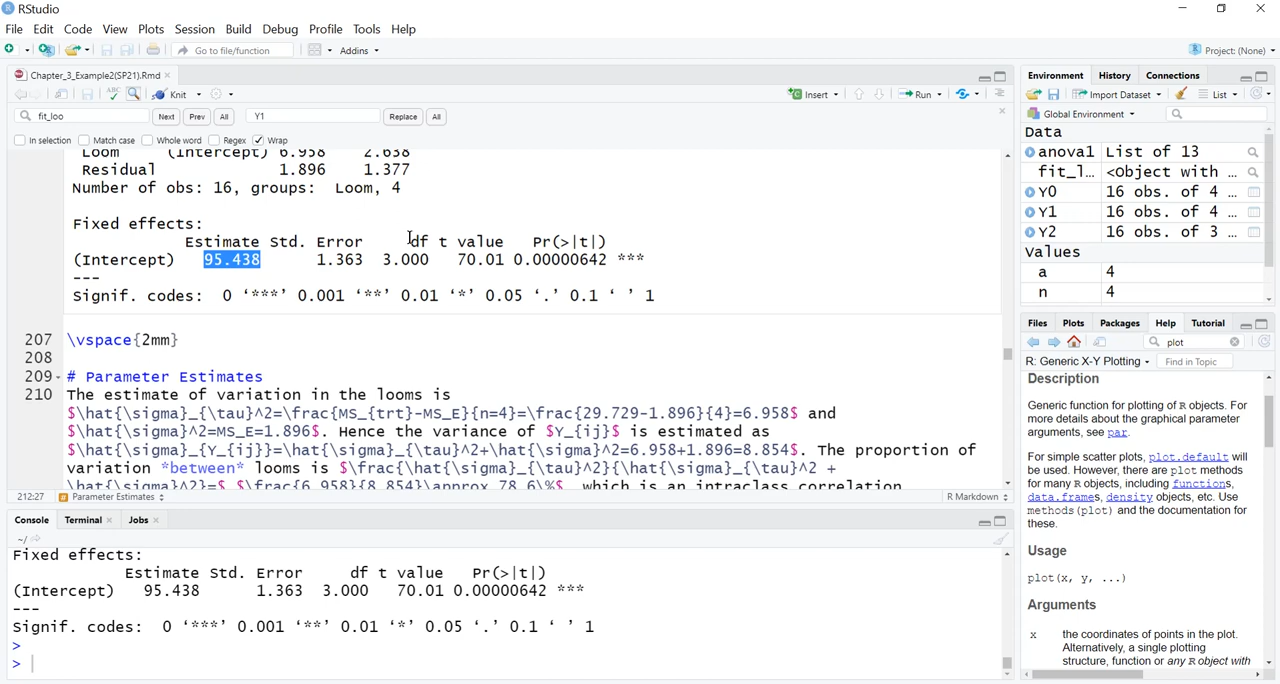 RStudio
File Edit Code View Plots Session Build Debug Profile Tools Help
Go to file/function Addins Project: (None)
Chapter_3_Example2(SP21).Rmd
ABC Knit Insert Run
fit_loo Next Prev All Y1 Replace All
In selection Match case Whole word Regex Wrap
Loom (Intercept) 6.958 2.638
Residual 1.896 1.377
Number of obs: 16, groups: Loom, 4
Fixed effects:
Estimate Std. Error df t value Pr(>|t|)
(Intercept) 95.438 1.363 3.000 70.01 0.00000642 ***
---
Signif. codes: 0 ‘***’ 0.001 ‘**’ 0.01 ‘*’ 0.05 ‘.’ 0.1 ‘ ’ 1
207 \vspace{2mm}
208
209 # Parameter Estimates
210 The estimate of variation in the looms is
$\hat{\sigma}_{\tau}^2=\frac{MS_{trt}-MS_E}{n=4}=\frac{29.729-1.896}{4}=6.958$ and
$\hat{\sigma}^2=MS_E=1.896$. Hence the variance of $Y_{ij}$ is estimated as
$\hat{\sigma}_{Y_{ij}}=\hat{\sigma}_{\tau}^2+\hat{\sigma}^2=6.958+1.896=8.854$. The proportion of
variation *between* looms is $\frac{\hat{\sigma}_{\tau}^2}{\hat{\sigma}_{\tau}^2 +
\hat{\sigma}^2}=$ $\frac{6.958}{8.854}\approx 78.6\%$, which is an intraclass correlation
212:27 Parameter Estimates R Markdown
Console Terminal Jobs
~/
Fixed effects:
Estimate Std. Error df t value Pr(>|t|)
(Intercept) 95.438 1.363 3.000 70.01 0.00000642 ***
---
Signif. codes: 0 ‘***’ 0.001 ‘**’ 0.01 ‘*’ 0.05 ‘.’ 0.1 ‘ ’ 1
>
>
Environment History Connections
Import Dataset List
Global Environment
Data
anova1 List of 13
fit_l… <Object with …
Y0 16 obs. of 4 …
Y1 16 obs. of 4 …
Y2 16 obs. of 3 …
Values
a 4
n 4
Files Plots Packages Help Tutorial
plot
R: Generic X-Y Plotting Find in Topic
Description
Generic function for plotting of R objects. For
more details about the graphical parameter
arguments, see par.
For simple scatter plots, plot.default will
be used. However, there are plot methods
for many R objects, including functions,
data.frames, density objects, etc. Use
methods(plot) and the documentation for
these.
Usage
plot(x, y, ...)
Arguments
x the coordinates of points in the plot.
Alternatively, a single plotting
structure, function or any R object with